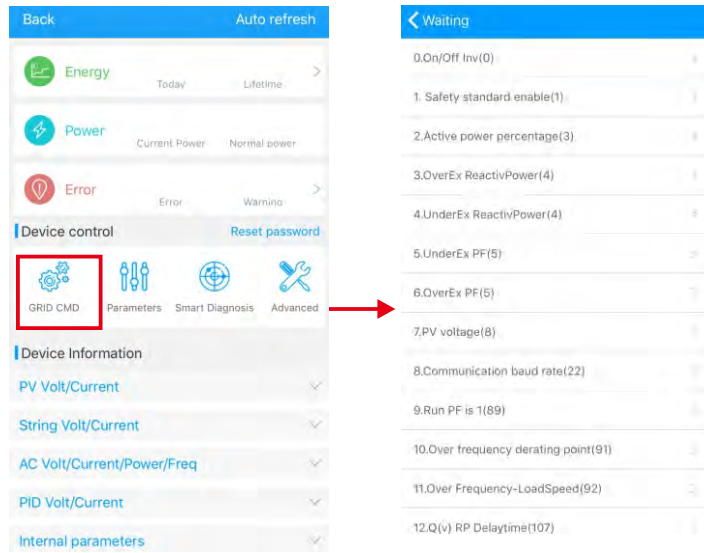 Back
Auto refresh
Energy
Today
Lifetime
Power
Current Power
Normal power
Error
Error
Warning
Device control
Reset password
GRID CMD
Parameters
Smart Diagnosis
Advanced
Device Information
PV Volt/Current
String Volt/Current
AC Volt/Current/Power/Freq
PID Volt/Current
Internal parameters
Waiting
0.On/Off Inv(0)
1. Safety standard enable(1)
2.Active power percentage(3)
3.OverEx ReactivPower(4)
4.UnderEx ReactivPower(4)
5.UnderEx PF(5)
6.OverEx PF(5)
7.PV voltage(8)
8.Communication baud rate(22)
9.Run PF is 1(89)
10.Over frequency derating point(91)
11.Over Frequency-LoadSpeed(92)
12.Q(v) RP Delaytime(107)